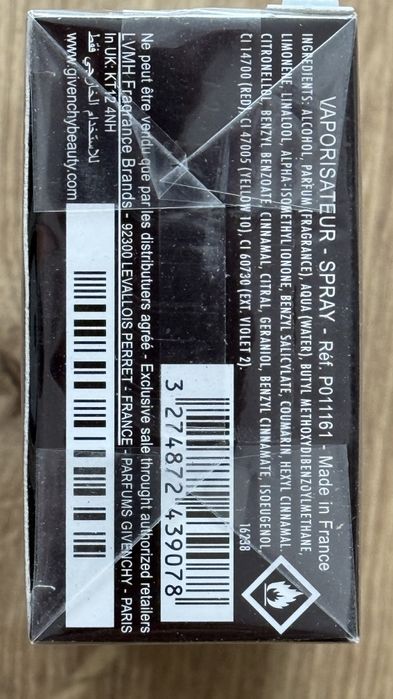 VAPORISATEUR - SPRAY - Réf. P011161 - Made in France
INGREDIENTS: ALCOHOL, PARFUM (FRAGRANCE), AQUA (WATER), BUTYL METHOXYDIBENZOYLMETHANE,
LIMONENE, LINALOOL, ALPHA-ISOMETHYL IONONE, BENZYL SALICYLATE, COUMARIN, HEXYL CINNAMAL,
CITRONELLOL, BENZYL BENZOATE, CINNAMAL, CITRAL, GERANIOL, BENZYL CINNAMATE, ISOEUGENOL,
CI 14700 (RED), CI 47005 (YELLOW 10), CI 60730 (EXT. VIOLET 2).
16238
3 274872 439078
Ne peut être vendu que par les distributuers agréé - Exclusive sale throught authorized retailers
LVMH Fragrance Brands - 92300 LEVALLOIS PERRET - FRANCE - PARFUMS GIVENCHY - PARIS
In UK: KT12 4NH
للاستخدام الخارجي فقط
www.givenchybeauty.com